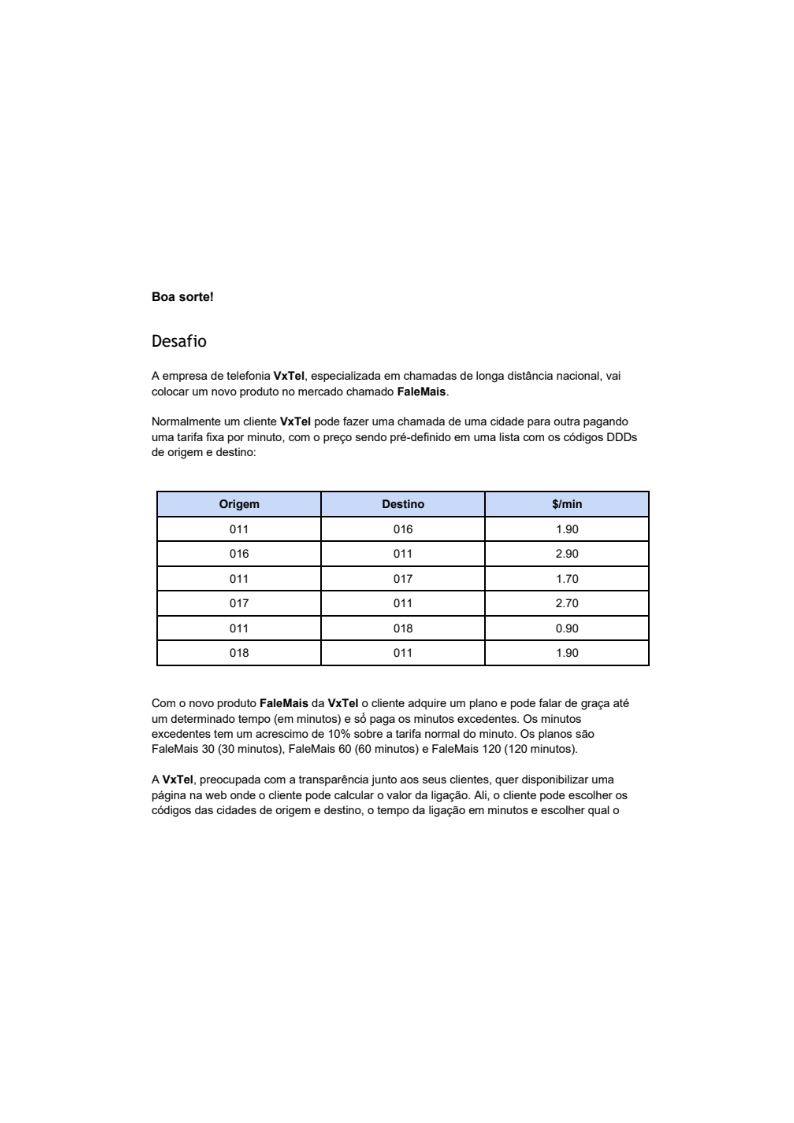 Boa sorte!
Desafio
A empresa de telefonia VxTel, especializada em chamadas de longa distância nacional, vai
colocar um novo produto no mercado chamado FaleMais.
Normalmente um cliente VxTel pode fazer uma chamada de uma cidade para outra pagando
uma tarifa fixa por minuto, com o preço sendo pré-definido em uma lista com os códigos DDDs
de origem e destino:
Origem Destino $/min
011 016 1.90
016 011 2.90
011 017 1.70
017 011 2.70
011 018 0.90
018 011 1.90
Com o novo produto FaleMais da VxTel o cliente adquire um plano e pode falar de graça até
um determinado tempo (em minutos) e só paga os minutos excedentes. Os minutos
excedentes tem um acrescimo de 10% sobre a tarifa normal do minuto. Os planos são
FaleMais 30 (30 minutos), FaleMais 60 (60 minutos) e FaleMais 120 (120 minutos).
A VxTel, preocupada com a transparência junto aos seus clientes, quer disponibilizar uma
página na web onde o cliente pode calcular o valor da ligação. Ali, o cliente pode escolher os
códigos das cidades de origem e destino, o tempo da ligação em minutos e escolher qual o